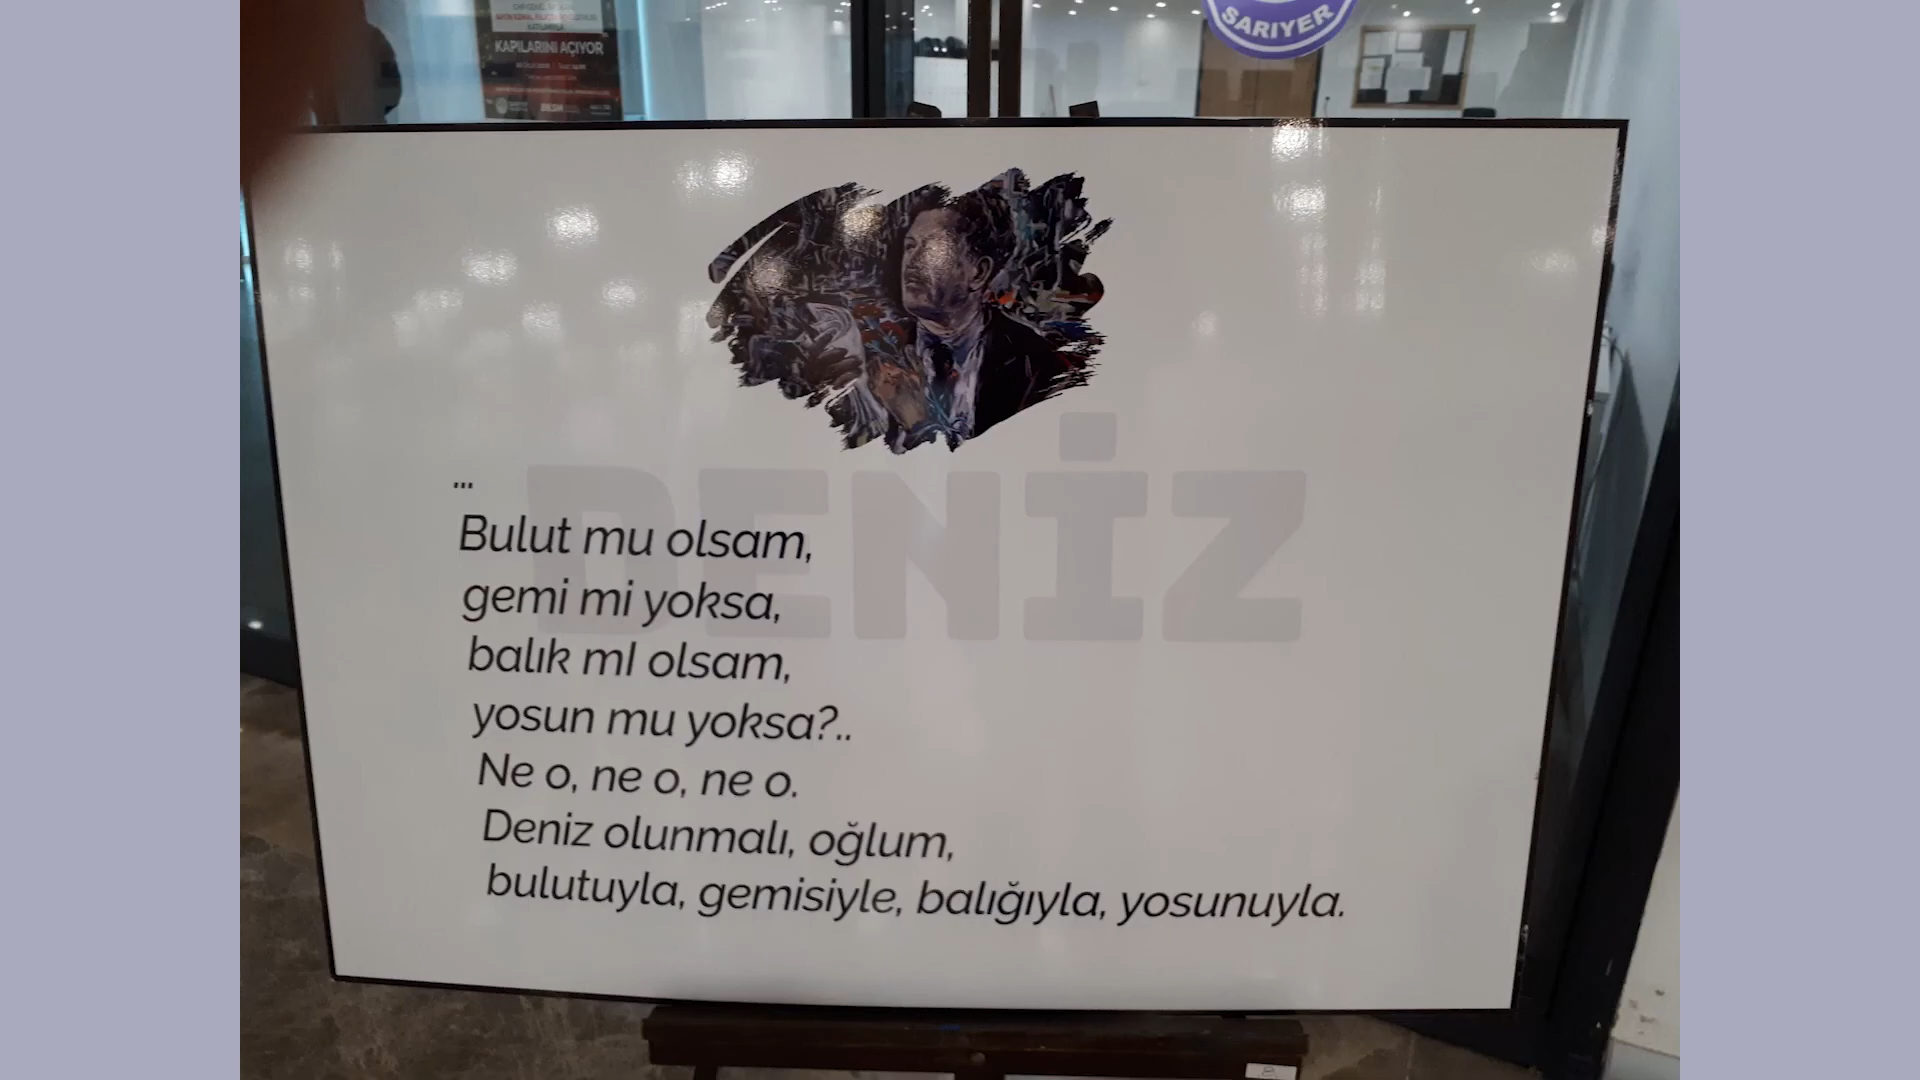 KAPILARINI AÇIYOR
SARIYER
DENİZ
...
Bulut mu olsam,
gemi mi yoksa,
balık mI olsam,
yosun mu yoksa?..
Ne o, ne o, ne o.
Deniz olunmalı, oğlum,
bulutuyla, gemisiyle, balığıyla, yosunuyla.